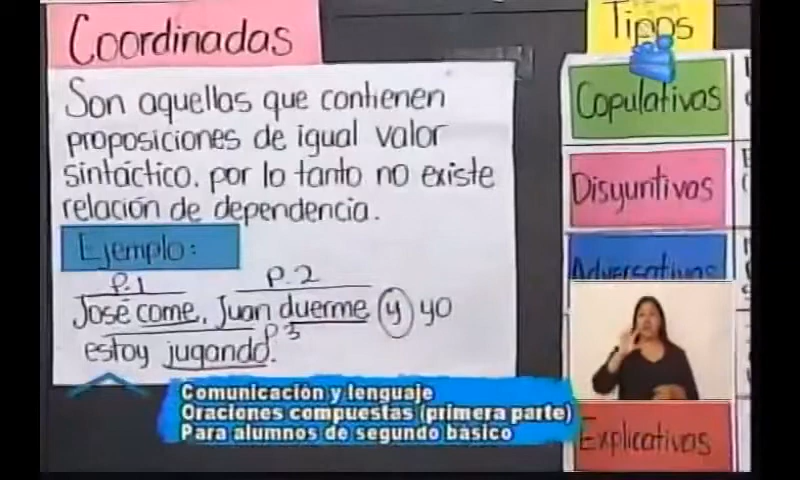 Coordinadas
Son aquellas que contienen
proposiciones de igual valor
sintáctico. por lo tanto no existe
relación de dependencia.
Ejemplo:
P.1 P.2
José come, Juan duerme y yo
P3
estoy jugando.
Tipos
Copulativas
Disyuntivas
Adversativas
Explicativas
Comunicación y lenguaje
Oraciones compuestas (primera parte)
Para alumnos de segundo básico